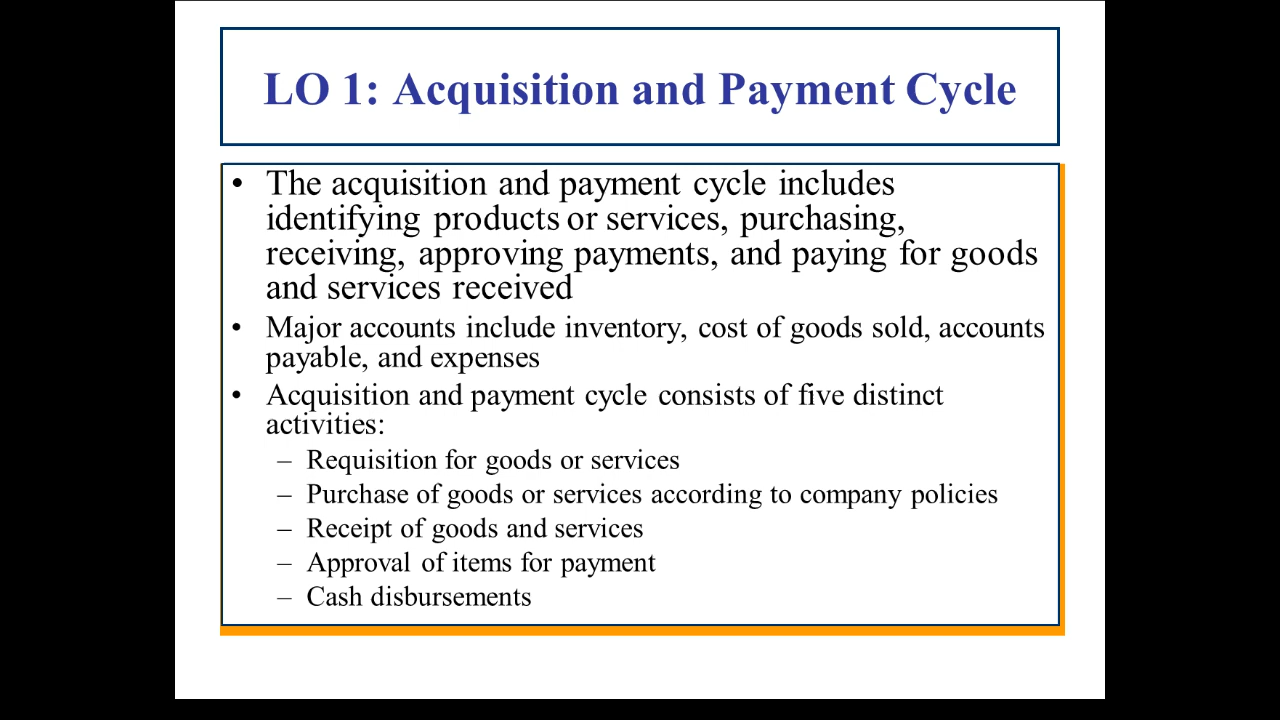 LO 1: Acquisition and Payment Cycle
• The acquisition and payment cycle includes
identifying products or services, purchasing,
receiving, approving payments, and paying for goods
and services received
• Major accounts include inventory, cost of goods sold, accounts
payable, and expenses
• Acquisition and payment cycle consists of five distinct
activities:
– Requisition for goods or services
– Purchase of goods or services according to company policies
– Receipt of goods and services
– Approval of items for payment
– Cash disbursements